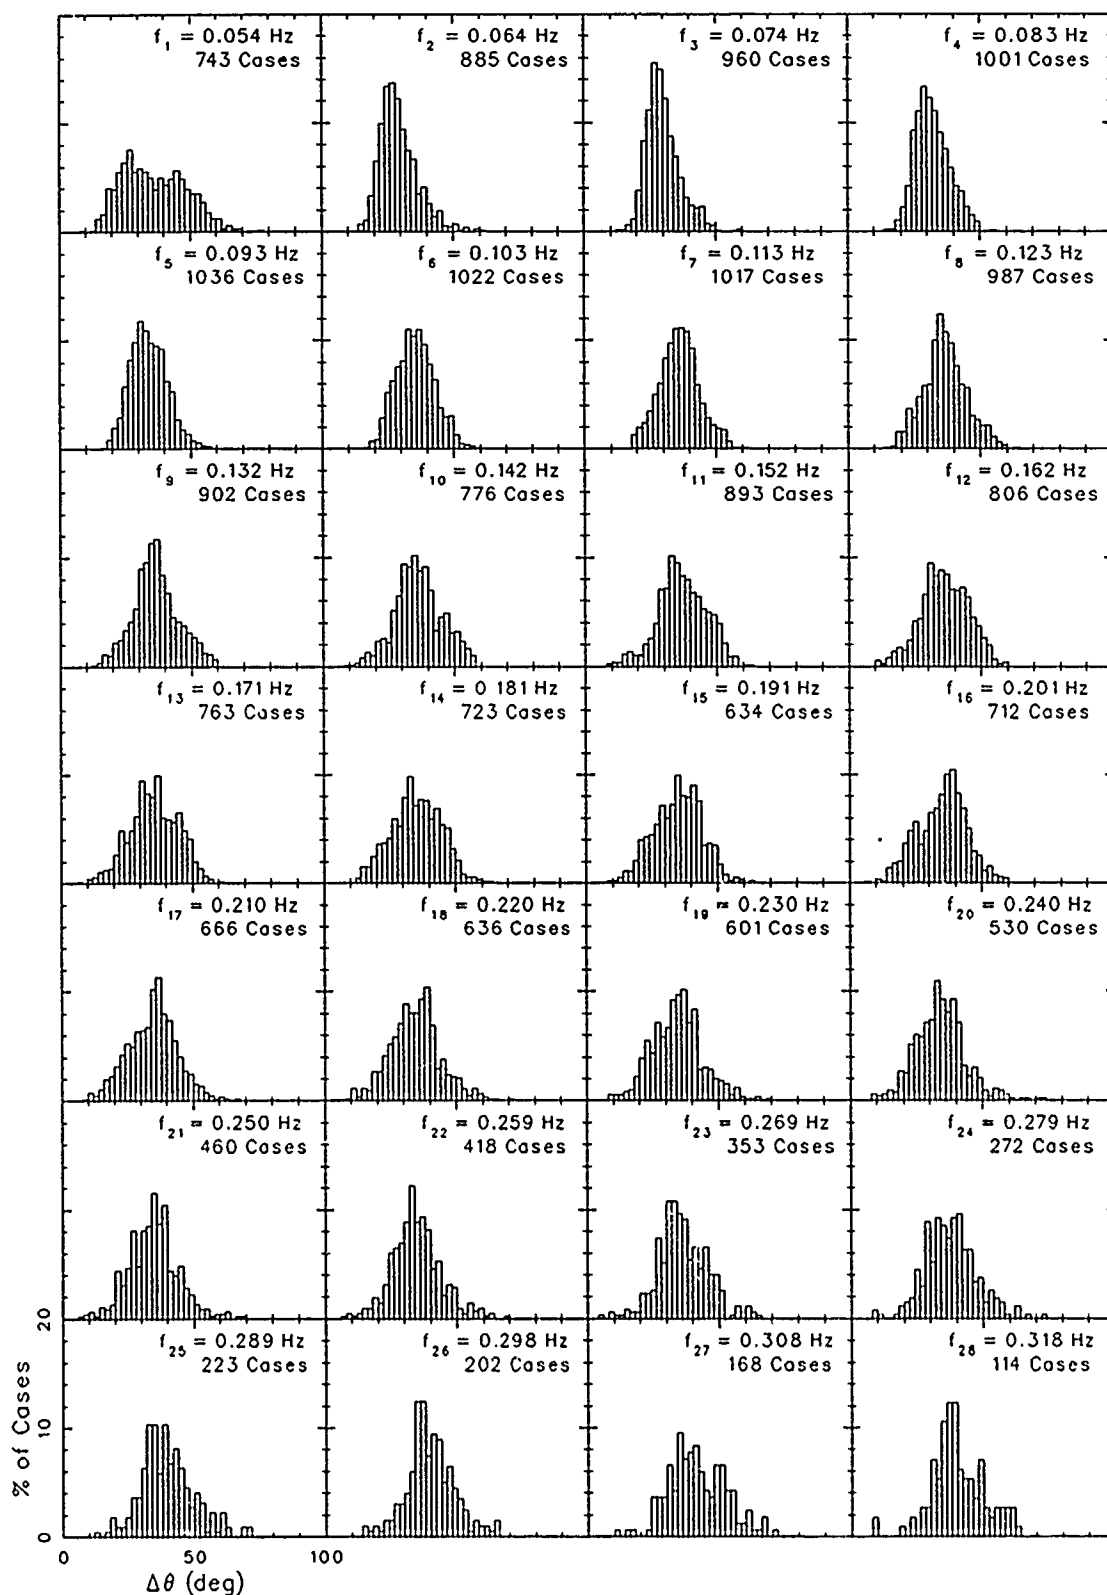 f1 = 0.054 Hz
743 Cases
f2 = 0.064 Hz
885 Cases
f3 = 0.074 Hz
960 Cases
f4 = 0.083 Hz
1001 Cases
f5 = 0.093 Hz
1036 Cases
f6 = 0.103 Hz
1022 Cases
f7 = 0.113 Hz
1017 Cases
f8 = 0.123 Hz
987 Cases
f9 = 0.132 Hz
902 Cases
f10 = 0.142 Hz
776 Cases
f11 = 0.152 Hz
893 Cases
f12 = 0.162 Hz
806 Cases
f13 = 0.171 Hz
763 Cases
f14 = 0 181 Hz
723 Cases
f15 = 0.191 Hz
634 Cases
f16 = 0.201 Hz
712 Cases
f17 = 0.210 Hz
666 Cases
f18 = 0.220 Hz
636 Cases
f19 = 0.230 Hz
601 Cases
f20 = 0.240 Hz
530 Cases
f21 = 0.250 Hz
460 Cases
f22 = 0.259 Hz
418 Cases
f23 = 0.269 Hz
353 Cases
f24 = 0.279 Hz
272 Cases
f25 = 0.289 Hz
223 Cases
f26 = 0.298 Hz
202 Cases
f27 = 0.308 Hz
168 Cases
f28 = 0.318 Hz
114 Cases
20
10
0
% of Cases
0 50 100
Δθ (deg)